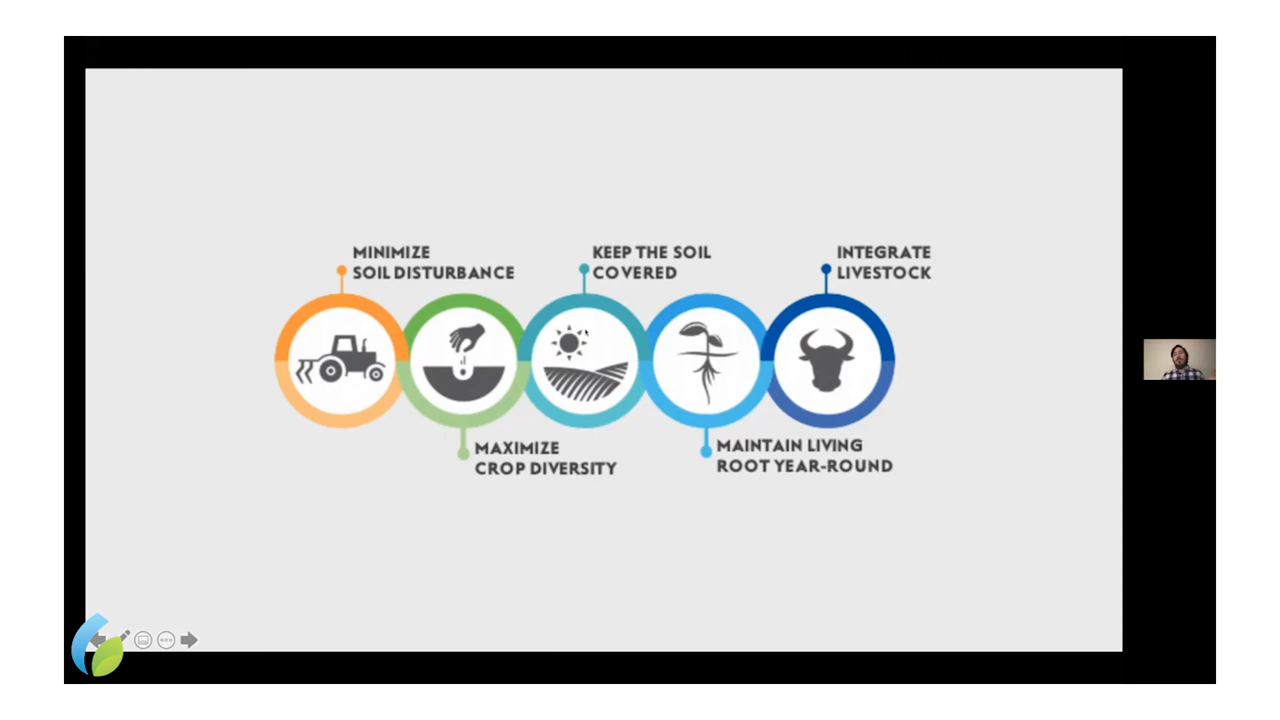 MINIMIZE
SOIL DISTURBANCE
KEEP THE SOIL
COVERED
INTEGRATE
LIVESTOCK
MAXIMIZE
CROP DIVERSITY
MAINTAIN LIVING
ROOT YEAR-ROUND